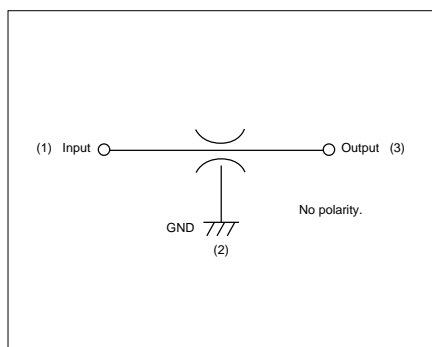 (1) Input Output (3)
No polarity.
GND
(2)